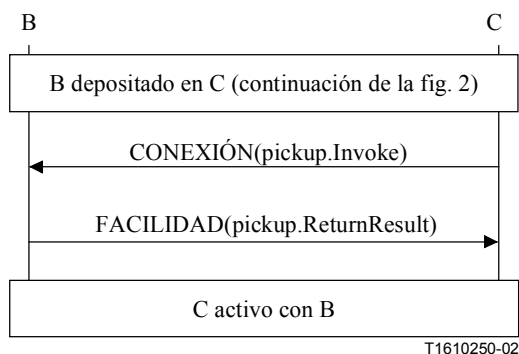 B C
B depositado en C (continuación de la fig. 2)
CONEXIÓN(pickup.Invoke)
FACILIDAD(pickup.ReturnResult)
C activo con B
T1610250-02